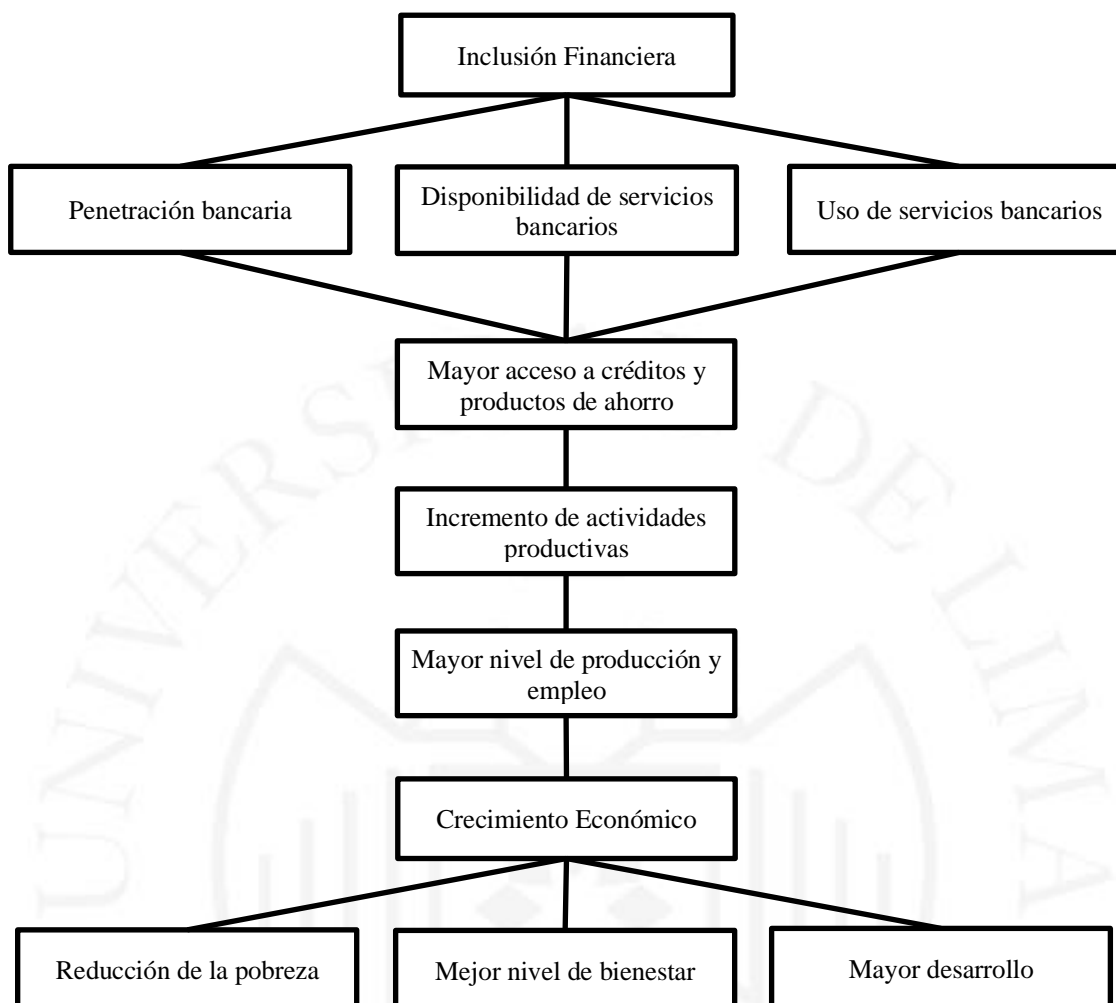 Inclusión Financiera
Penetración bancaria
Disponibilidad de servicios
bancarios
Uso de servicios bancarios
Mayor acceso a créditos y
productos de ahorro
Incremento de actividades
productivas
Mayor nivel de producción y
empleo
Crecimiento Económico
Reducción de la pobreza
Mejor nivel de bienestar
Mayor desarrollo
DE LIMA